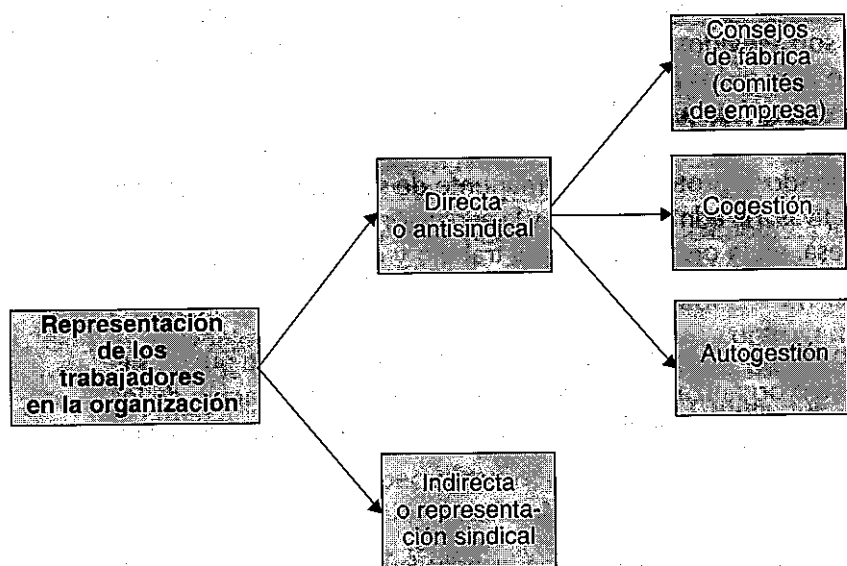 Consejos
de fábrica
(comités
de empresa)
Directa
o antisindical
Cogestión
Representación
de los
trabajadores
en la organización
Autogestión
Indirecta
o representa-
ción sindical